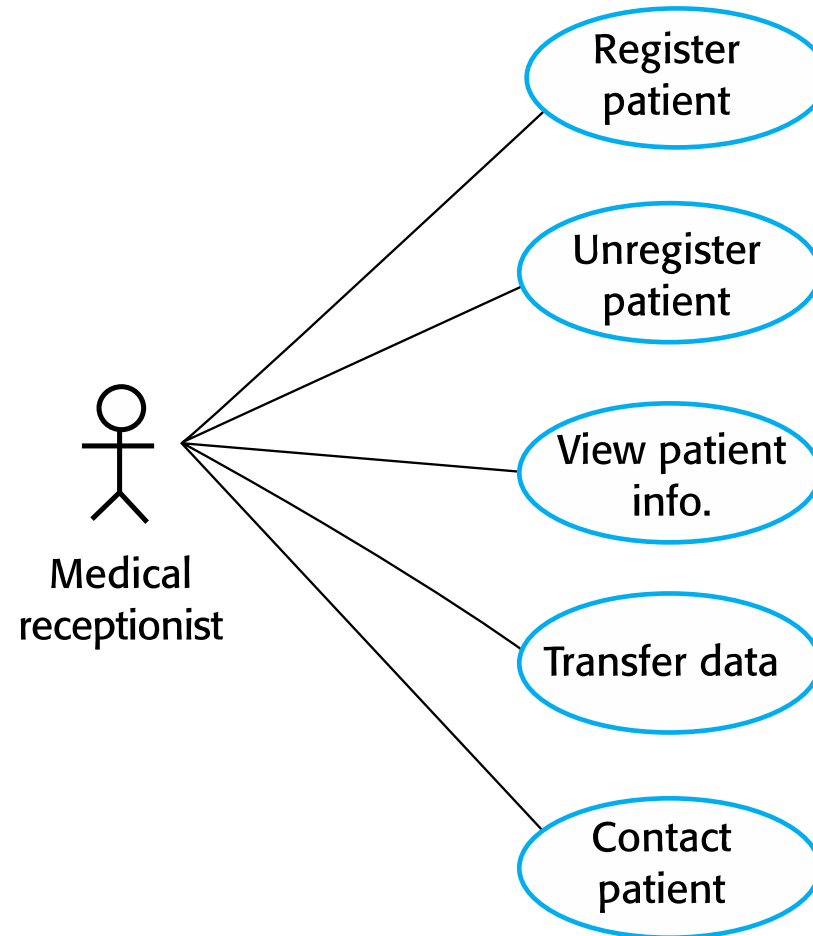 Register
patient
Unregister
patient
View patient
info.
Medical
receptionist
Transfer data
Contact
patient